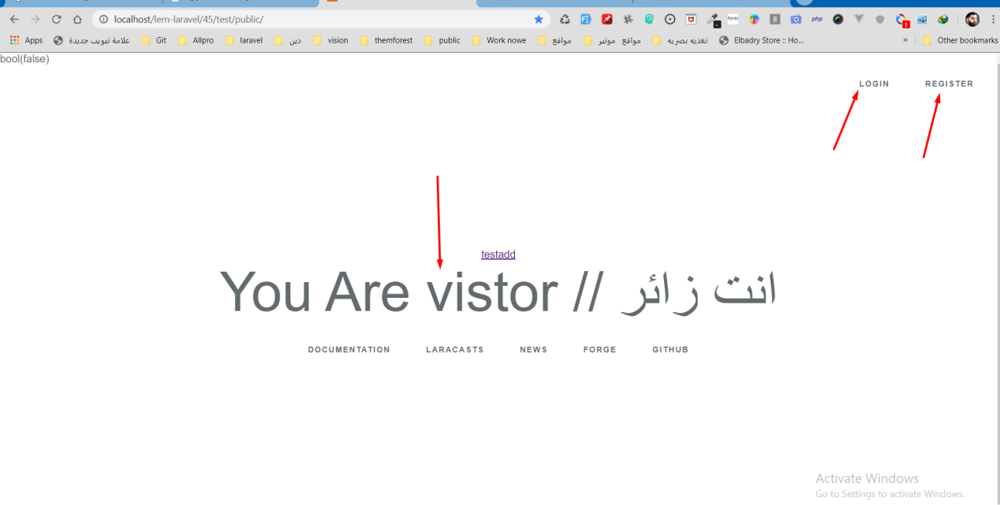 localhost/lern-laravel/45/test/public/
fonts
B
php
Apps علامة تبويب جديدة Git Allpro laravel دين vision themforest public Work nowe مواقع مواقع موتير تغذيه بصريه Elbadry Store :: Ho... » Other bookmarks
bool(false)
LOGIN REGISTER
testadd
You Are vistor // انت زائر
DOCUMENTATION LARACASTS NEWS FORGE GITHUB
Activate Windows
Go to Settings to activate Windows.